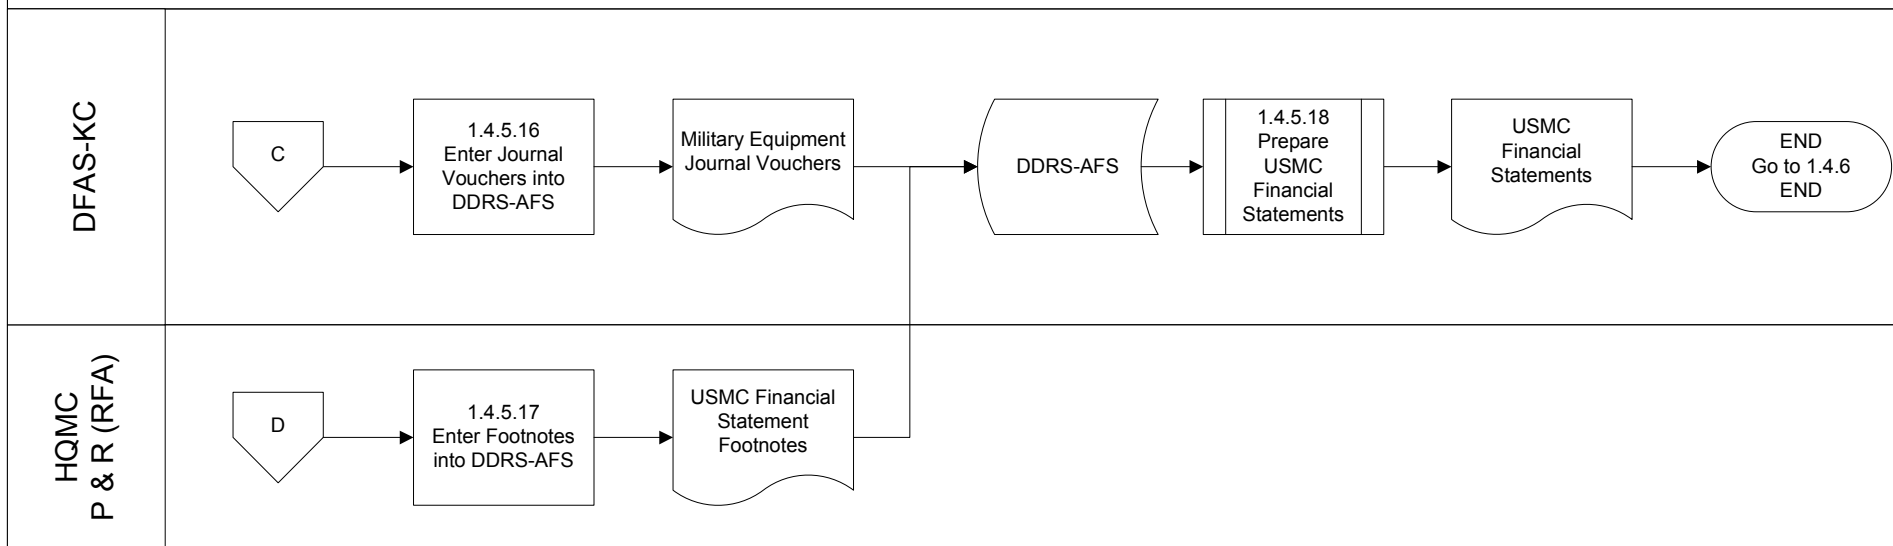 DFAS-KC
C
1.4.5.16
Enter Journal
Vouchers into
DDRS-AFS
Military Equipment
Journal Vouchers
DDRS-AFS
1.4.5.18
Prepare
USMC
Financial
Statements
USMC
Financial
Statements
END
Go to 1.4.6
END
HQMC
P & R (RFA)
D
1.4.5.17
Enter Footnotes
into DDRS-AFS
USMC Financial
Statement
Footnotes